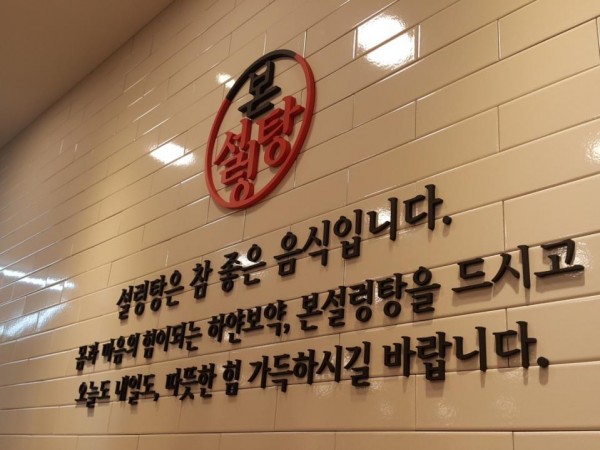 본
설렁탕
설렁탕은 참 좋은 음식입니다.
몸과 마음의 힘이되는 하얀보약, 본설렁탕을 드시고
오늘도 내일도, 따뜻한 힘 가득하시길 바랍니다.